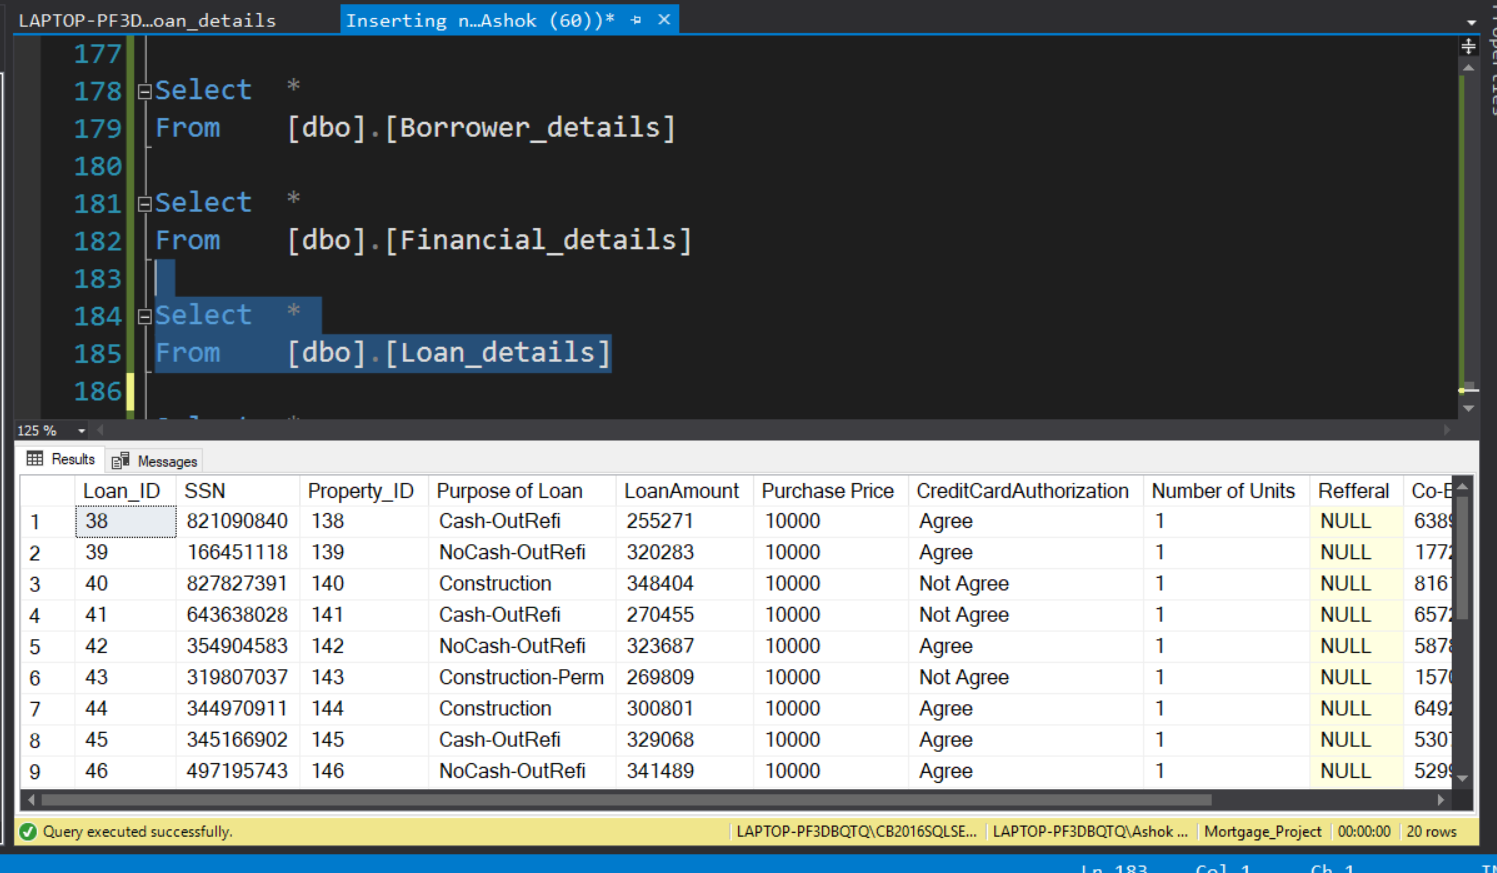 LAPTOP-PF3D...oan_details Inserting n...Ashok (60))*
Properties
177
178 Select *
179 From [dbo].[Borrower_details]
180
181 Select *
182 From [dbo].[Financial_details]
183
184 Select *
185 From [dbo].[Loan_details]
186
125 %
Results Messages
Loan_ID SSN Property_ID Purpose of Loan LoanAmount Purchase Price CreditCardAuthorization Number of Units Refferal
1 38 821090840 138 Cash-OutRefi 255271 10000 Agree 1 NULL
2 39 166451118 139 NoCash-OutRefi 320283 10000 Agree 1 NULL
3 40 827827391 140 Construction 348404 10000 Not Agree 1 NULL
4 41 643638028 141 Cash-OutRefi 270455 10000 Not Agree 1 NULL
5 42 354904583 142 NoCash-OutRefi 323687 10000 Agree 1 NULL
6 43 319807037 143 Construction-Perm 269809 10000 Not Agree 1 NULL
7 44 344970911 144 Construction 300801 10000 Agree 1 NULL
8 45 345166902 145 Cash-OutRefi 329068 10000 Agree 1 NULL
9 46 497195743 146 NoCash-OutRefi 341489 10000 Agree 1 NULL
Query executed successfully. LAPTOP-PF3DBQTQ\CB2016SQLSE... LAPTOP-PF3DBQTQ\Ashok ... Mortgage_Project 00:00:00 20 rows
Ln 183 Col 1 Ch 1